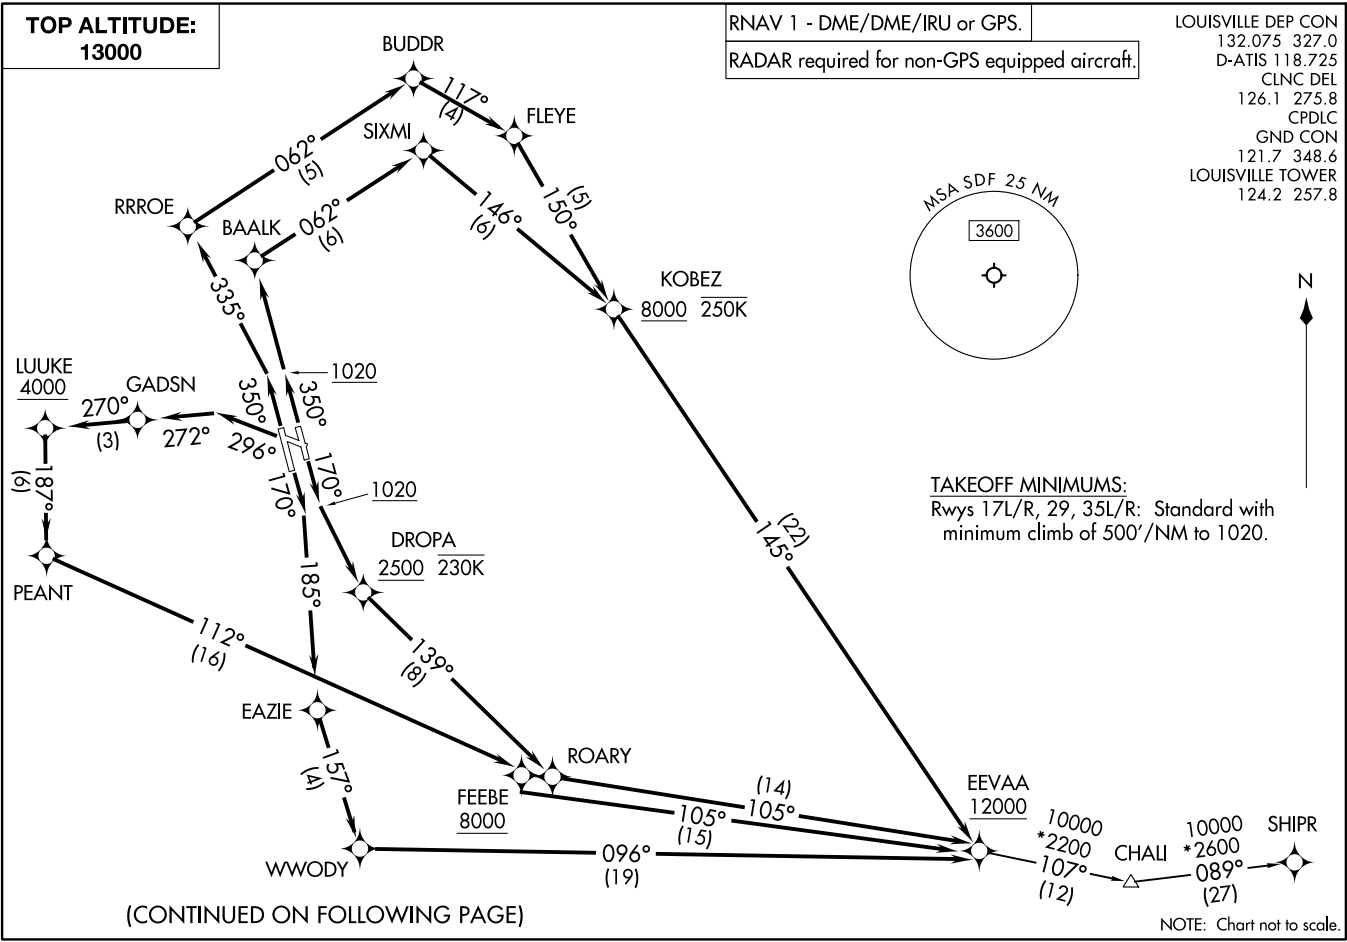 TOP ALTITUDE:
13000
RNAV 1 - DME/DME/IRU or GPS.
RADAR required for non-GPS equipped aircraft.
LOUISVILLE DEP CON
132.075 327.0
D-ATIS 118.725
CLNC DEL
126.1 275.8
CPDLC
GND CON
121.7 348.6
LOUISVILLE TOWER
124.2 257.8
BUDDR
117°
(4)
FLEYE
SIXMI
062°
(5)
RRROE
BAALK
062°
(6)
146°
(6)
(5)
150°
MSA SDF 25 NM
3600
N
KOBEZ
8000 250K
335°
LUUKE
4000
GADSN
1020
270°
(3)
272°
296°
350°
350°
187°
(6)
170°
170°
1020
(22)
145°
TAKEOFF MINIMUMS:
Rwys 17L/R, 29, 35L/R: Standard with
minimum climb of 500'/NM to 1020.
DROPA
2500 230K
PEANT
185°
112°
(16)
139°
(8)
EAZIE
157°
(4)
ROARY
FEEBE
8000
(14)
105°
105°
(15)
EEVAA
12000
10000
*2200
107°
(12)
CHALI
10000
*2600
089°
(27)
SHIPR
WWODY
096°
(19)
(CONTINUED ON FOLLOWING PAGE)
NOTE: Chart not to scale.